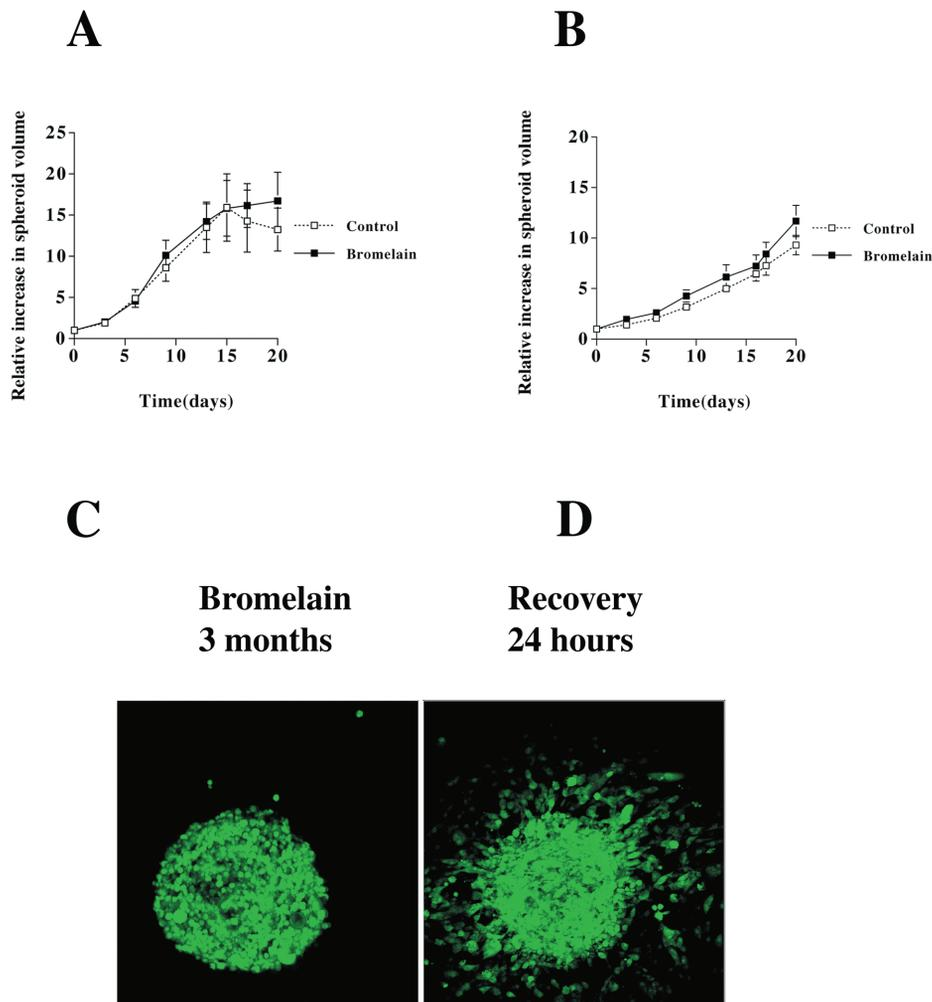 A
B
Relative increase in spheroid volume
25
20
15
10
5
0
0 5 10 15 20
Time(days)
Control
Bromelain
Relative increase in spheroid volume
20
15
10
5
0
0 5 10 15 20
Time(days)
Control
Bromelain
C
D
Bromelain
3 months
Recovery
24 hours